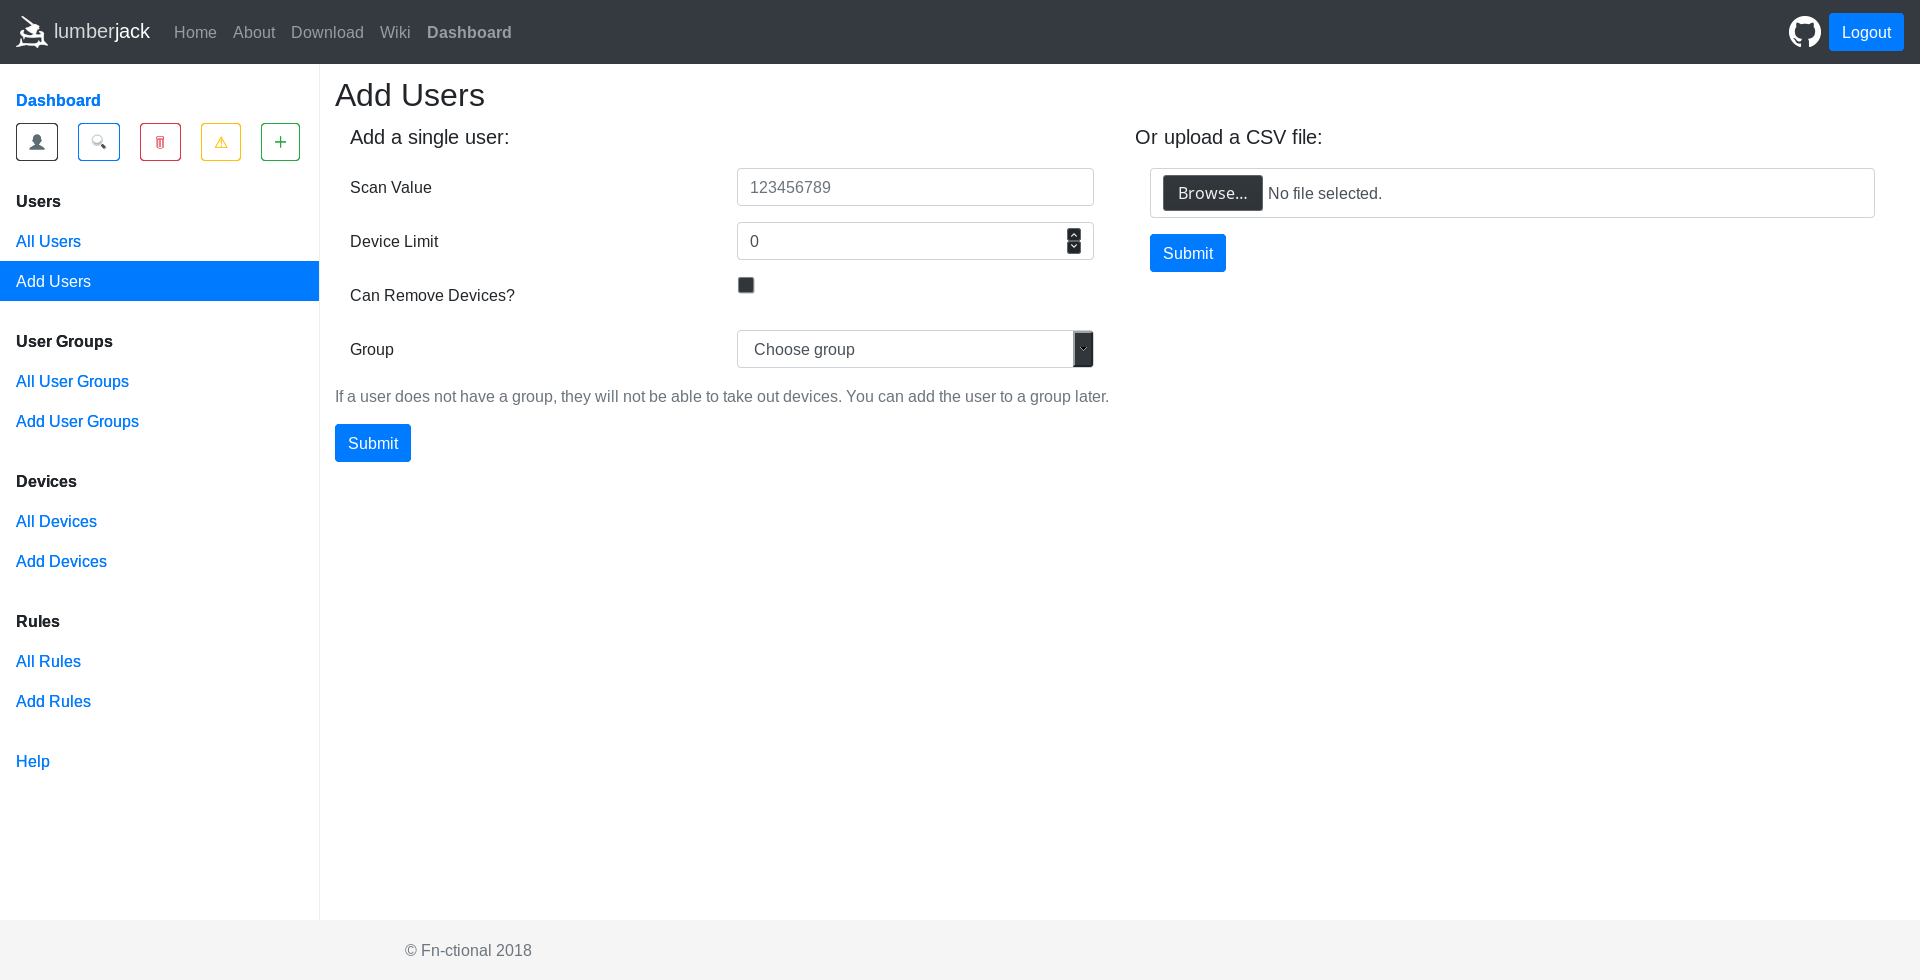 lumberjack Home About Download Wiki Dashboard Logout
Dashboard
Users
All Users
Add Users
User Groups
All User Groups
Add User Groups
Devices
All Devices
Add Devices
Rules
All Rules
Add Rules
Help
Add Users
Add a single user:
Scan Value 123456789
Device Limit 0
Can Remove Devices?
Group Choose group
If a user does not have a group, they will not be able to take out devices. You can add the user to a group later.
Submit
Or upload a CSV file:
Browse... No file selected.
Submit
© Fn-ctional 2018